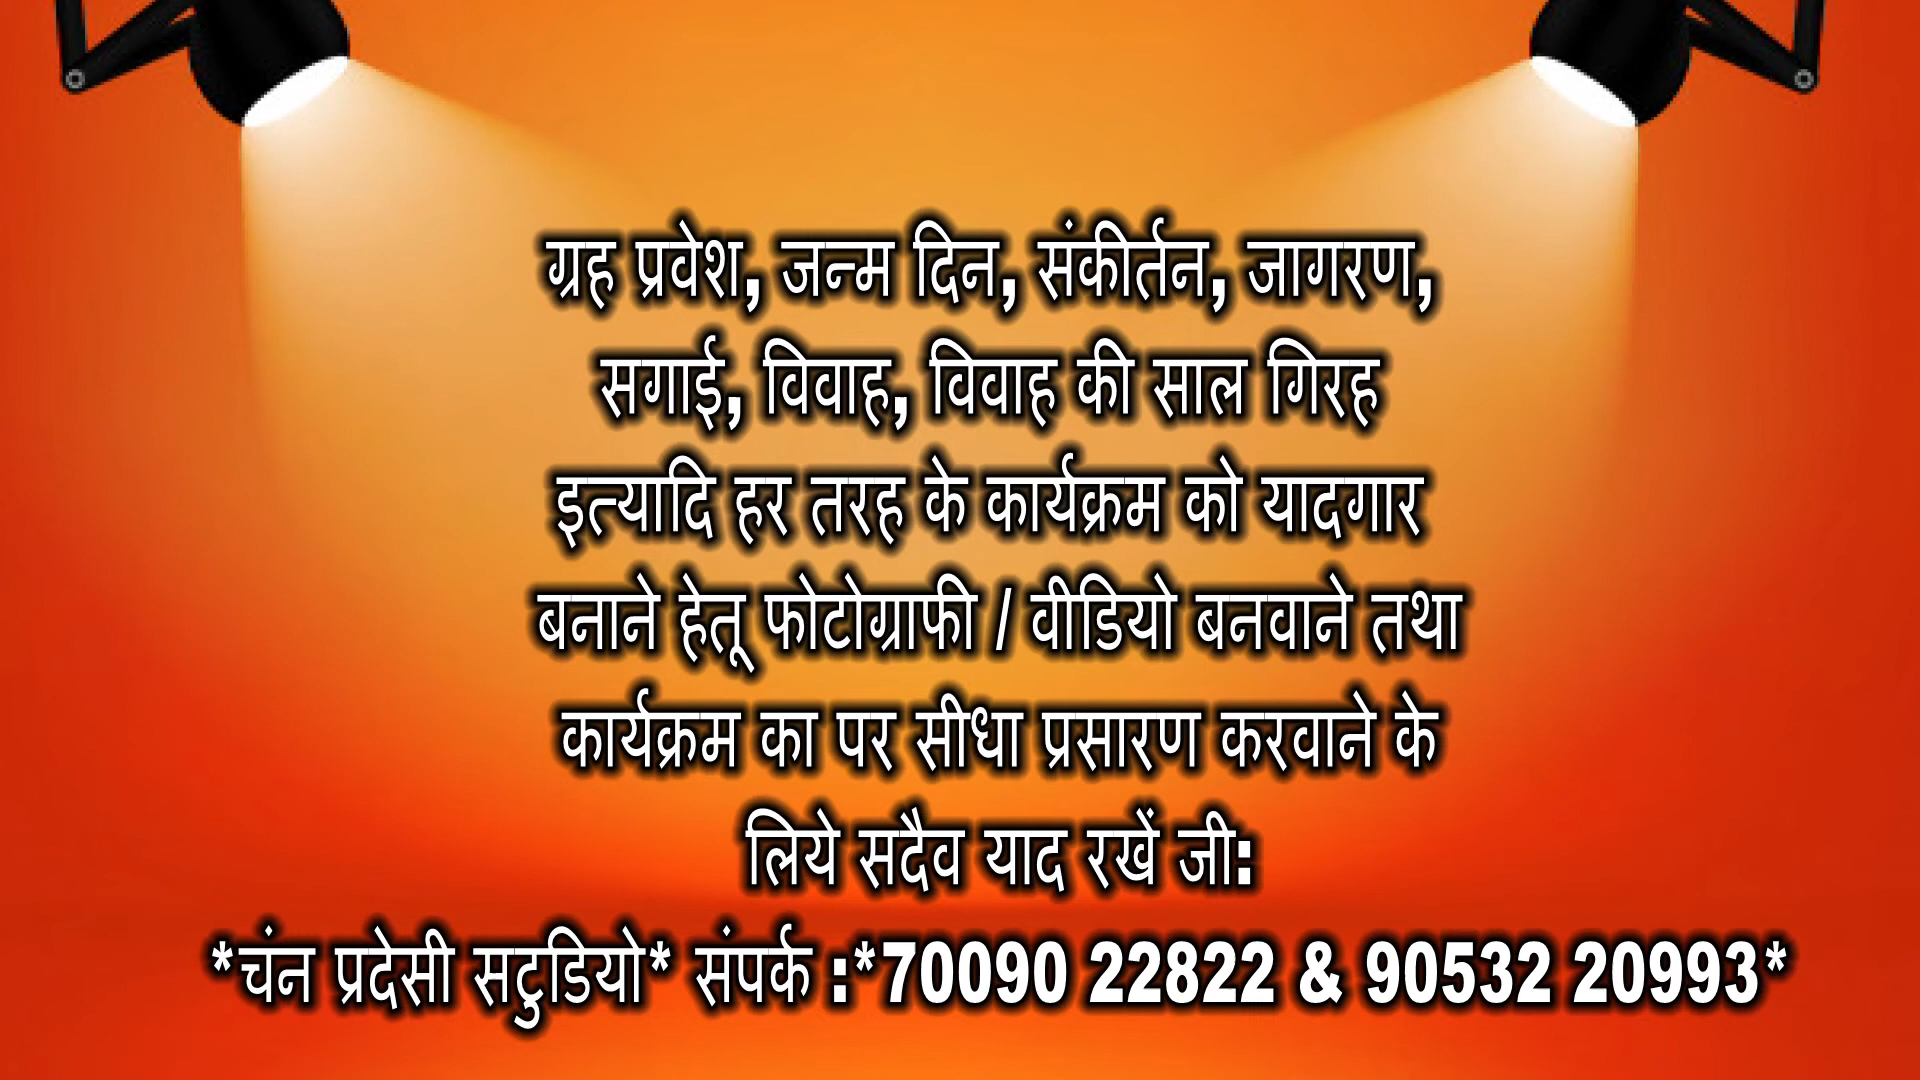 ग्रह प्रवेश, जन्म दिन, संकीर्तन, जागरण,
सगाई, विवाह, विवाह की साल गिरह
इत्यादि हर तरह के कार्यक्रम को यादगार
बनाने हेतू फोटोग्राफी / वीडियो बनवाने तथा
कार्यक्रम का पर सीधा प्रसारण करवाने के
लिये सदैव याद रखें जी:
*चंन प्रदेसी सटुडियो* संपर्क :*70090 22822 & 90532 20993*